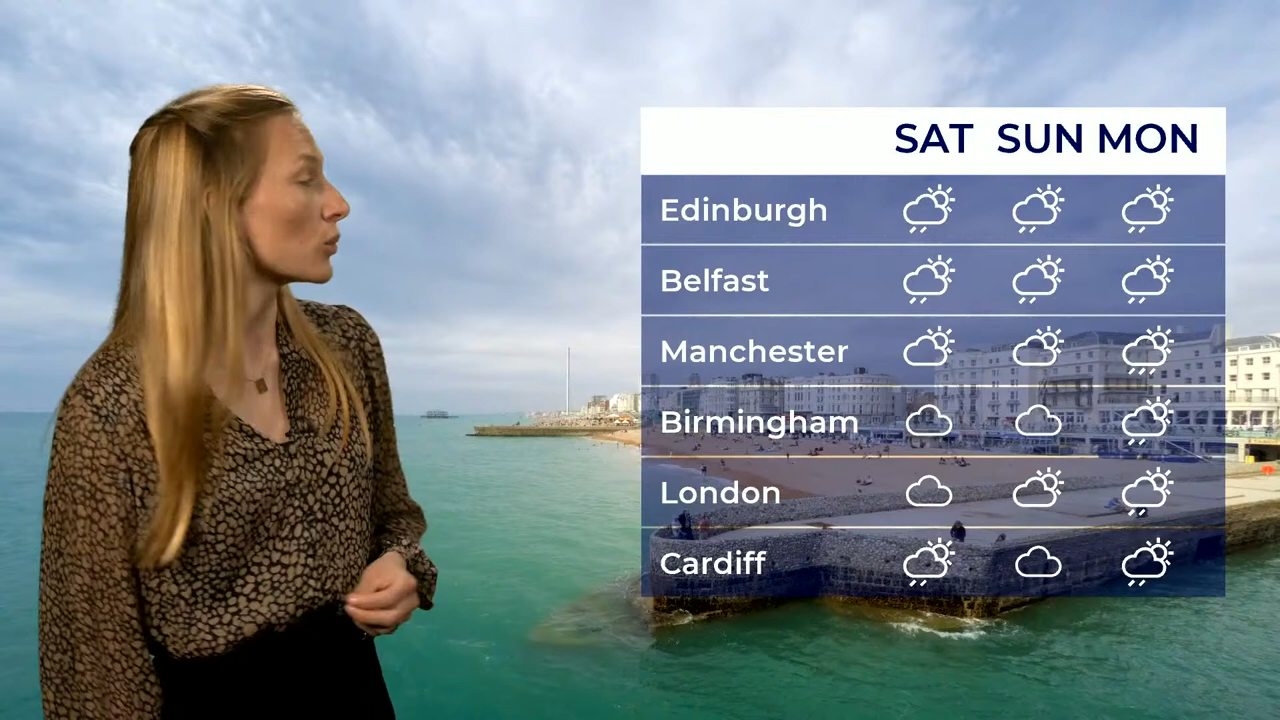 SAT SUN MON
Edinburgh
Belfast
Manchester
Birmingham
London
Cardiff